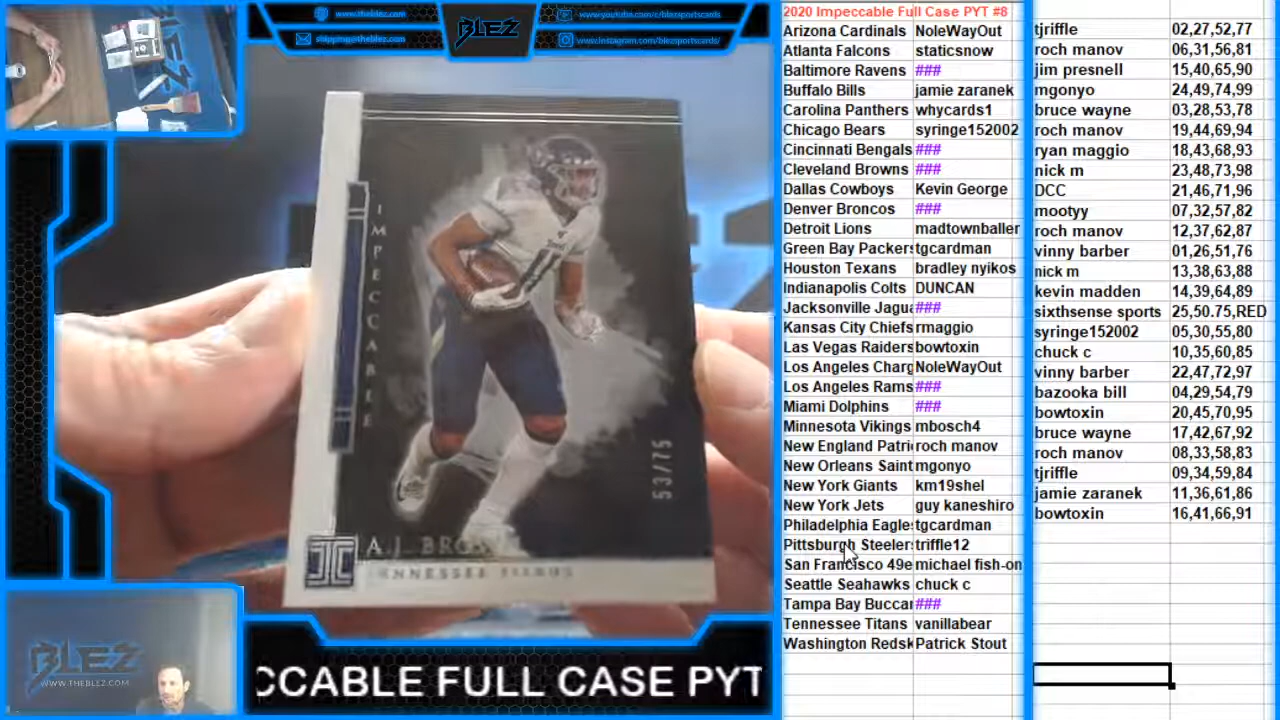 www.theblez.com
shipping@theblez.com
BLEZ
www.youtube.com/c/blezsportscards
www.instagram.com/blezsportscards/
IMPECCABLE
53/75
A.J. BROWN
TENNESSEE TITANS
BLEZ
WWW.THEBLEZ.COM
CCABLE FULL CASE PYT
2020 Impeccable Full Case PYT #8
Arizona Cardinals NoleWayOut
Atlanta Falcons staticsnow
Baltimore Ravens ###
Buffalo Bills jamie zaranek
Carolina Panthers whycards1
Chicago Bears syringe152002
Cincinnati Bengals ###
Cleveland Browns ###
Dallas Cowboys Kevin George
Denver Broncos ###
Detroit Lions madtownballer
Green Bay Packers tgcardman
Houston Texans bradley nyikos
Indianapolis Colts DUNCAN
Jacksonville Jagua ###
Kansas City Chiefs rmaggio
Las Vegas Raiders bowtoxin
Los Angeles Charg NoleWayOut
Los Angeles Rams ###
Miami Dolphins ###
Minnesota Vikings mbosch4
New England Patri roch manov
New Orleans Saint mgonyo
New York Giants km19shel
New York Jets guy kaneshiro
Philadelphia Eagles tgcardman
Pittsburgh Steelers triffle12
San Francisco 49e michael fish-on
Seattle Seahawks chuck c
Tampa Bay Buccar ###
Tennessee Titans vanillabear
Washington Redsk Patrick Stout
tjriffle 02,27,52,77
roch manov 06,31,56,81
jim presnell 15,40,65,90
mgonyo 24,49,74,99
bruce wayne 03,28,53,78
roch manov 19,44,69,94
ryan maggio 18,43,68,93
nick m 23,48,73,98
DCC 21,46,71,96
mootyy 07,32,57,82
roch manov 12,37,62,87
vinny barber 01,26,51,76
nick m 13,38,63,88
kevin madden 14,39,64,89
sixthsense sports 25,50.75,RED
syringe152002 05,30,55,80
chuck c 10,35,60,85
vinny barber 22,47,72,97
bazooka bill 04,29,54,79
bowtoxin 20,45,70,95
bruce wayne 17,42,67,92
roch manov 08,33,58,83
tjriffle 09,34,59,84
jamie zaranek 11,36,61,86
bowtoxin 16,41,66,91